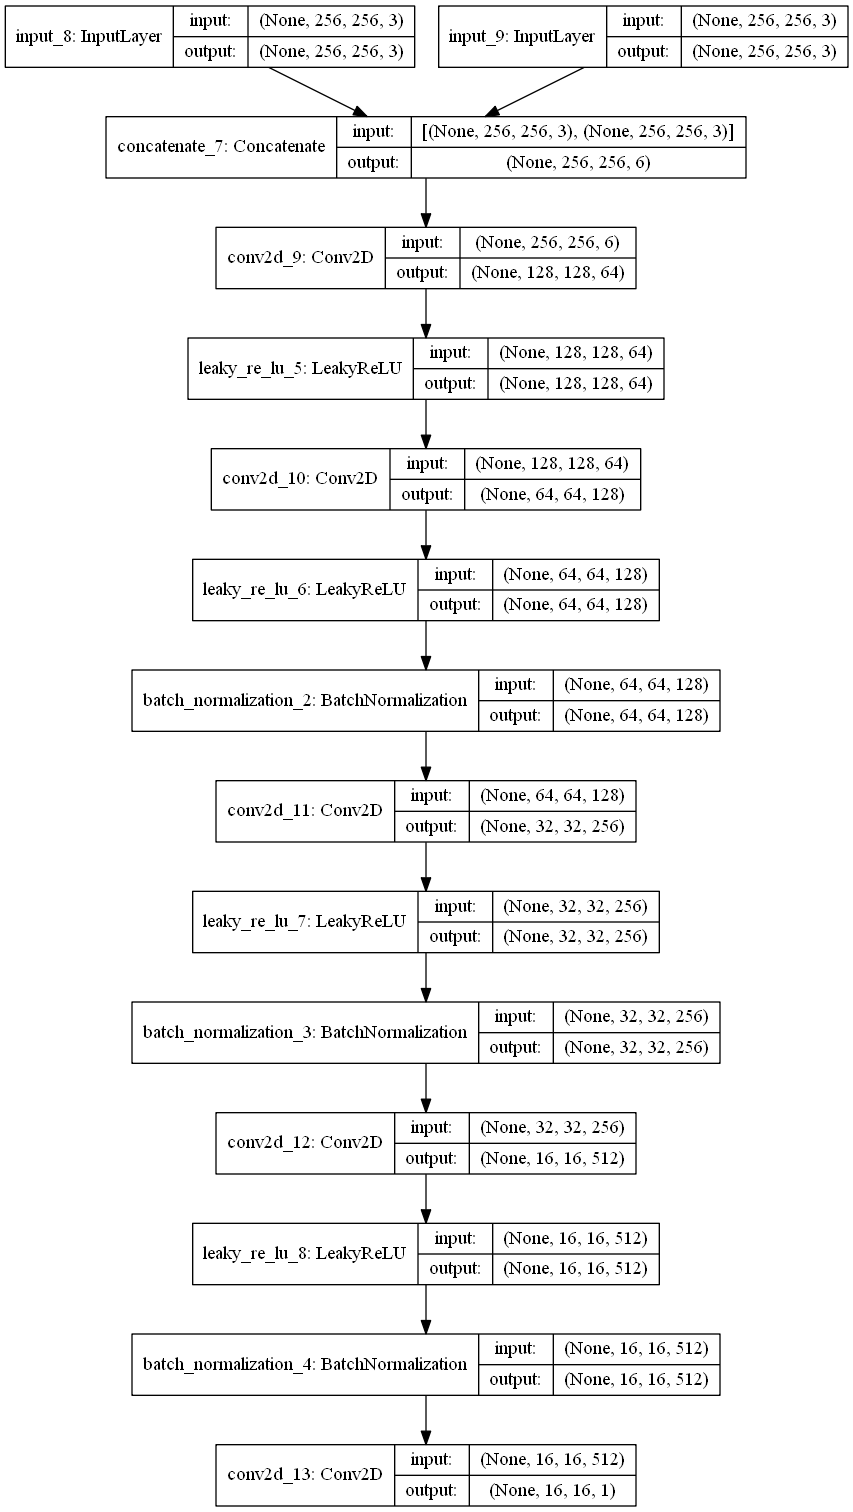 input_8: InputLayer
input: (None, 256, 256, 3)
output: (None, 256, 256, 3)
input_9: InputLayer
input: (None, 256, 256, 3)
output: (None, 256, 256, 3)
concatenate_7: Concatenate
input: [(None, 256, 256, 3), (None, 256, 256, 3)]
output: (None, 256, 256, 6)
conv2d_9: Conv2D
input: (None, 256, 256, 6)
output: (None, 128, 128, 64)
leaky_re_lu_5: LeakyReLU
input: (None, 128, 128, 64)
output: (None, 128, 128, 64)
conv2d_10: Conv2D
input: (None, 128, 128, 64)
output: (None, 64, 64, 128)
leaky_re_lu_6: LeakyReLU
input: (None, 64, 64, 128)
output: (None, 64, 64, 128)
batch_normalization_2: BatchNormalization
input: (None, 64, 64, 128)
output: (None, 64, 64, 128)
conv2d_11: Conv2D
input: (None, 64, 64, 128)
output: (None, 32, 32, 256)
leaky_re_lu_7: LeakyReLU
input: (None, 32, 32, 256)
output: (None, 32, 32, 256)
batch_normalization_3: BatchNormalization
input: (None, 32, 32, 256)
output: (None, 32, 32, 256)
conv2d_12: Conv2D
input: (None, 32, 32, 256)
output: (None, 16, 16, 512)
leaky_re_lu_8: LeakyReLU
input: (None, 16, 16, 512)
output: (None, 16, 16, 512)
batch_normalization_4: BatchNormalization
input: (None, 16, 16, 512)
output: (None, 16, 16, 512)
conv2d_13: Conv2D
input: (None, 16, 16, 512)
output: (None, 16, 16, 1)